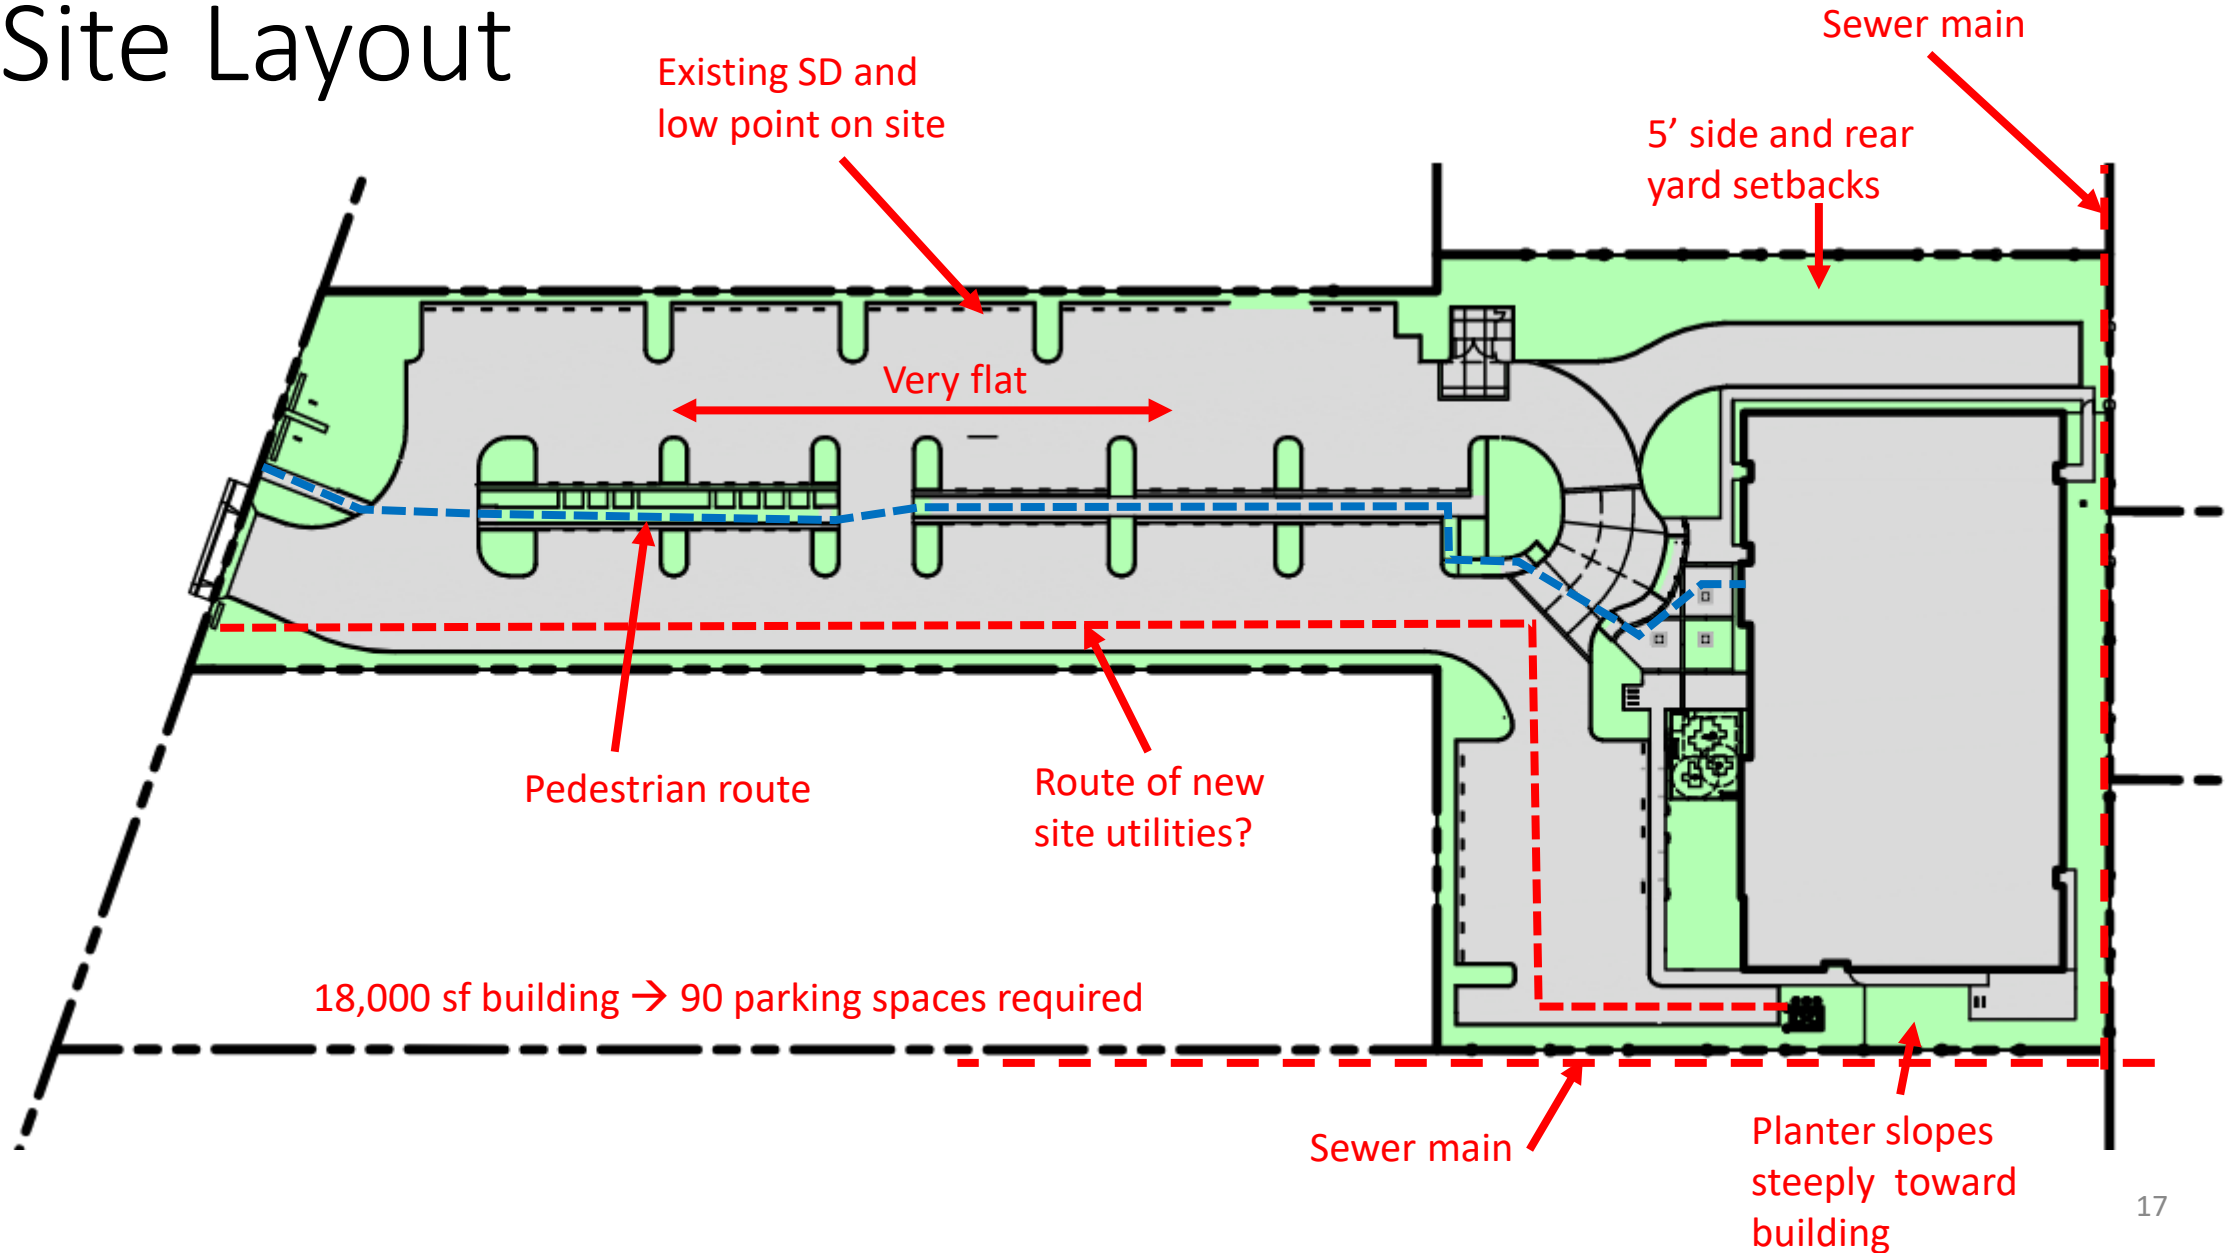 Site Layout
Sewer main
Existing SD and
low point on site
5’ side and rear
yard setbacks
Very flat
Pedestrian route
Route of new
site utilities?
18,000 sf building → 90 parking spaces required
Sewer main
Planter slopes
steeply  toward
building
17